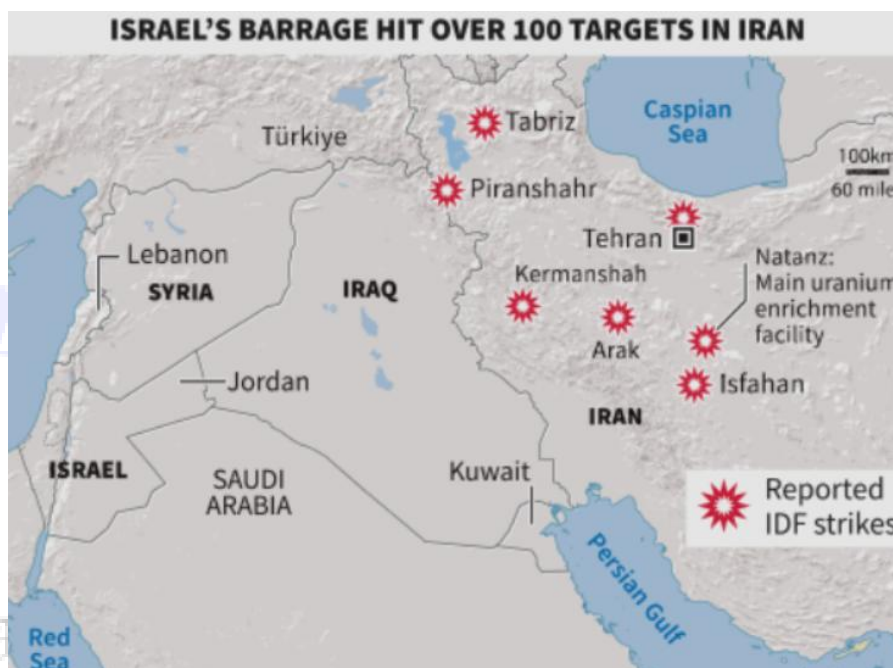 ISRAEL'S BARRAGE HIT OVER 100 TARGETS IN IRAN
Caspian
Sea
Tabriz
Türkiye
100km
60 mile
Piranshahr
Tehran
Lebanon
Natanz:
Main uranium
enrichment
facility
Kermanshah
SYRIA
IRAQ
Arak
Jordan
Isfahan
IRAN
ISRAEL
SAUDI
ARABIA
Kuwait
Reported
IDF strikes
Persian Gulf
Red
Sea